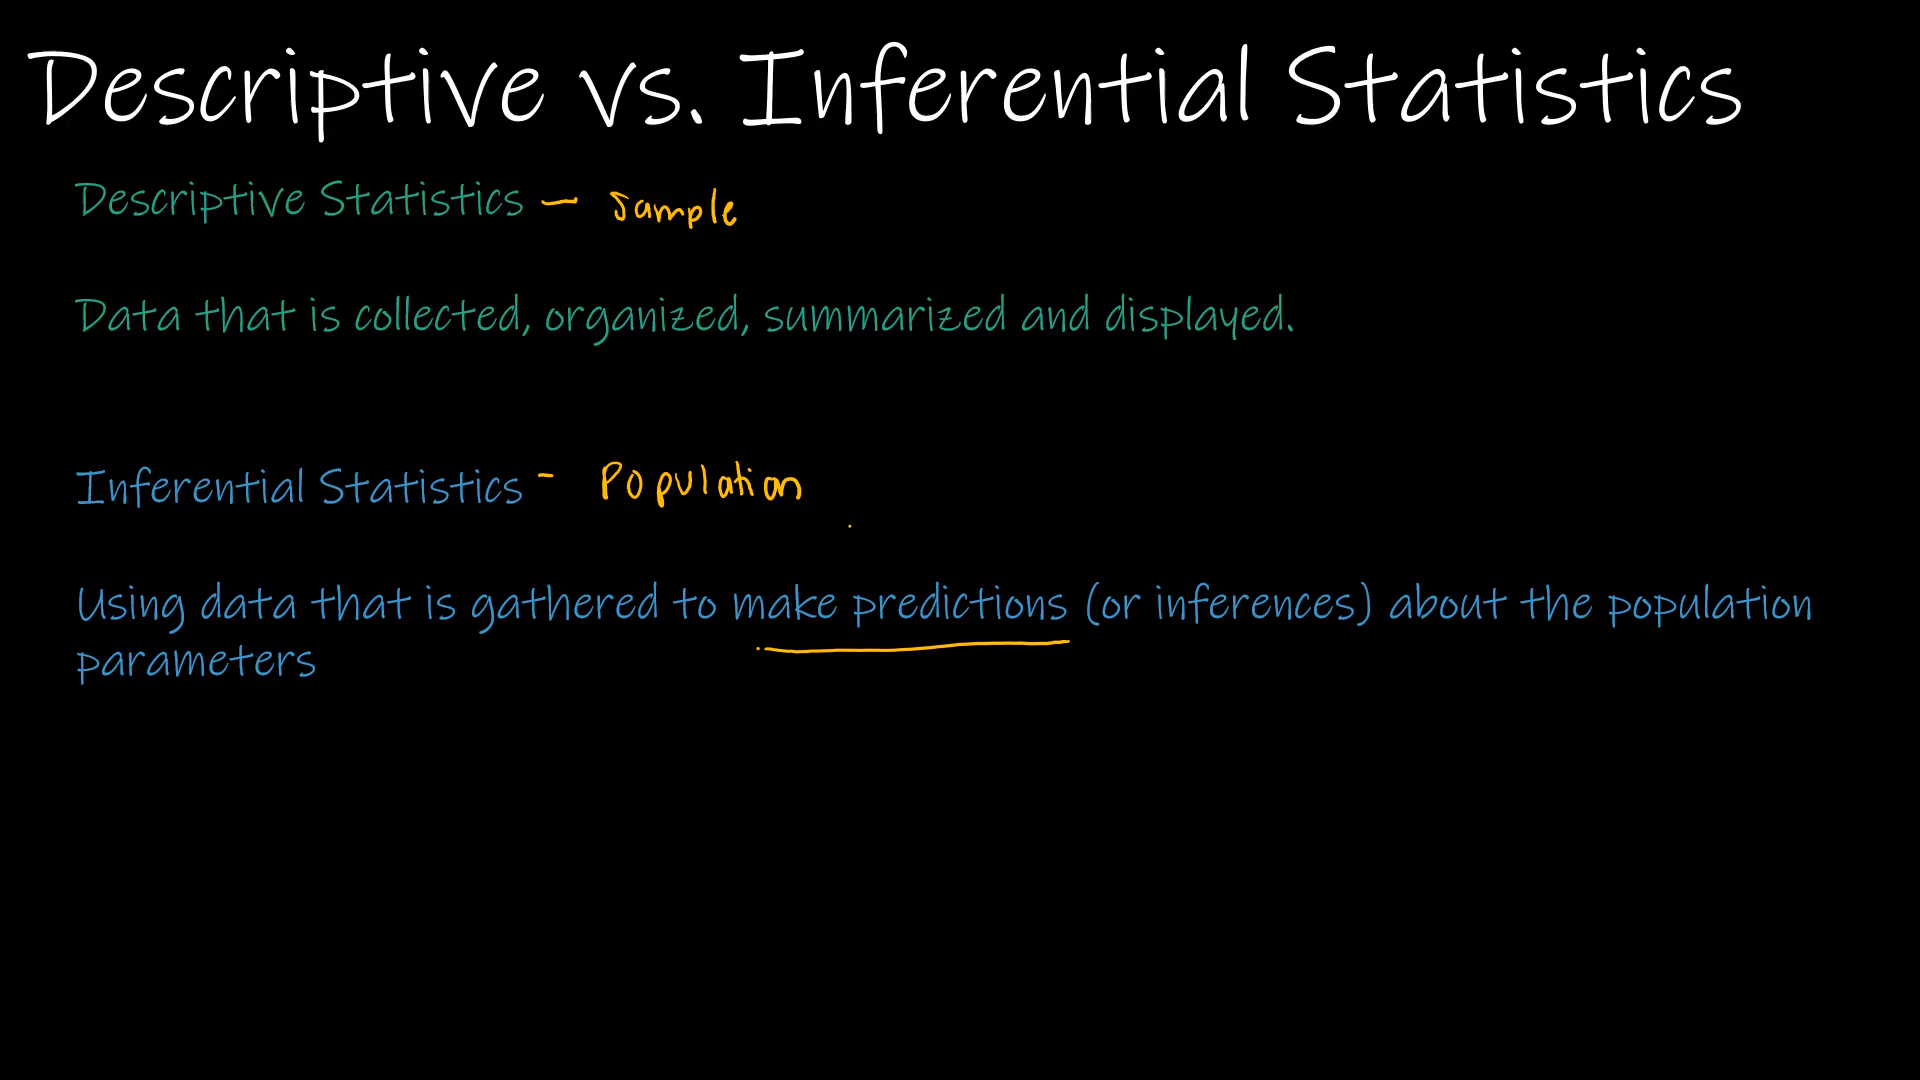 Descriptive vs. Inferential Statistics
Descriptive Statistics — sample
Data that is collected, organized, summarized and displayed.
Inferential Statistics - Population
Using data that is gathered to make predictions (or inferences) about the population
parameters